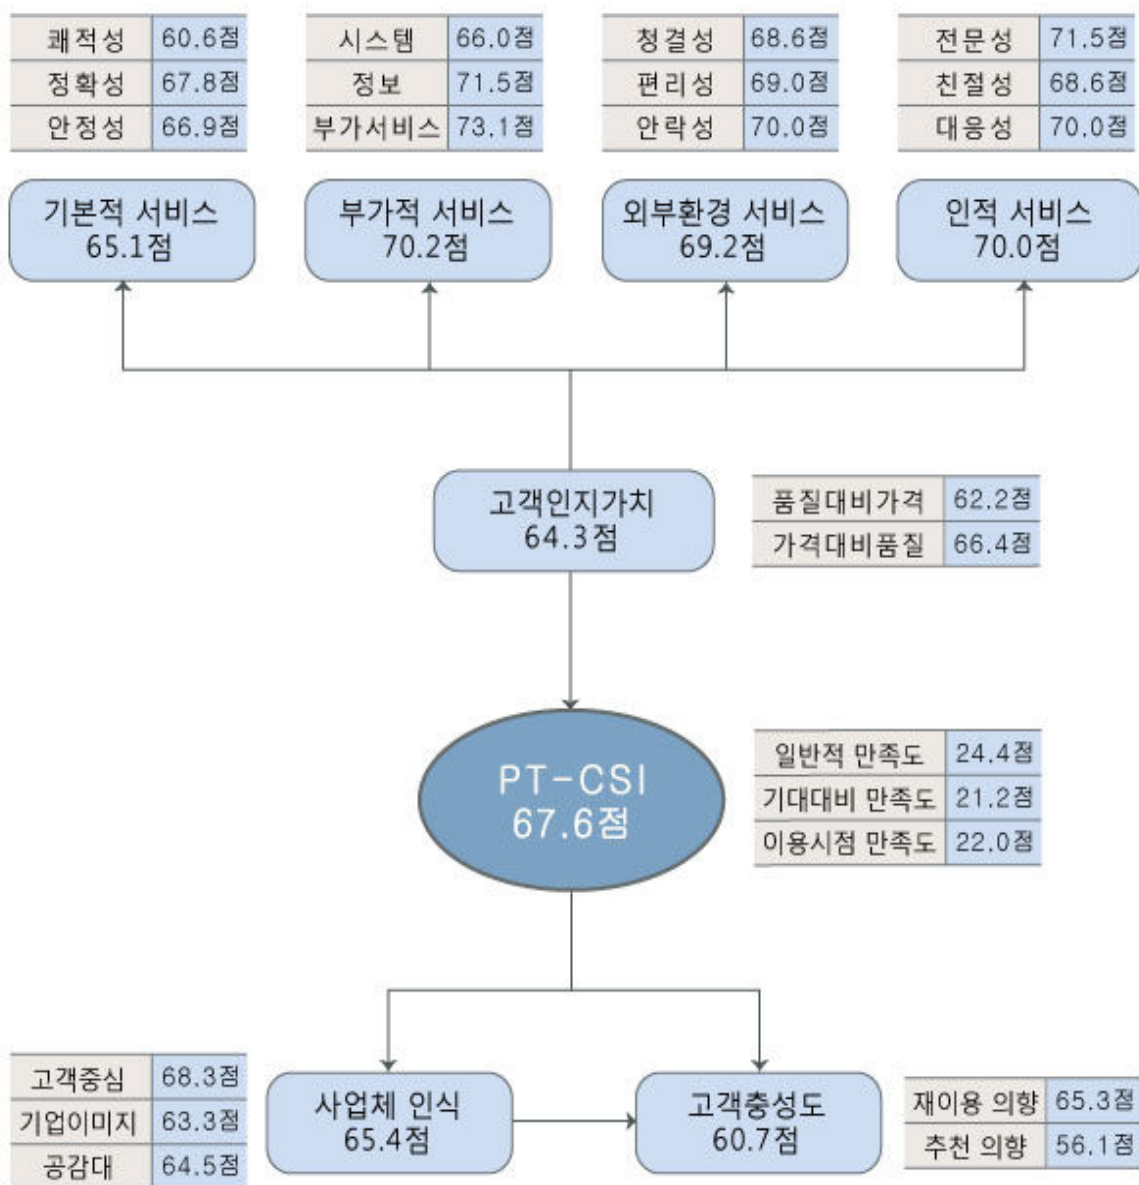 쾌적성 60.6점
정확성 67.8점
안정성 66.9점
시스템 66.0점
정보 71.5점
부가서비스 73.1점
청결성 68.6점
편리성 69.0점
안락성 70.0점
전문성 71.5점
친절성 68.6점
대응성 70.0점
기본적 서비스
65.1점
부가적 서비스
70.2점
외부환경 서비스
69.2점
인적 서비스
70.0점
고객인지가치
64.3점
품질대비가격 62.2점
가격대비품질 66.4점
PT-CSI
67.6점
일반적 만족도 24.4점
기대대비 만족도 21.2점
이용시점 만족도 22.0점
고객중심 68.3점
기업이미지 63.3점
공감대 64.5점
사업체 인식
65.4점
고객충성도
60.7점
재이용 의향 65.3점
추천 의향 56.1점